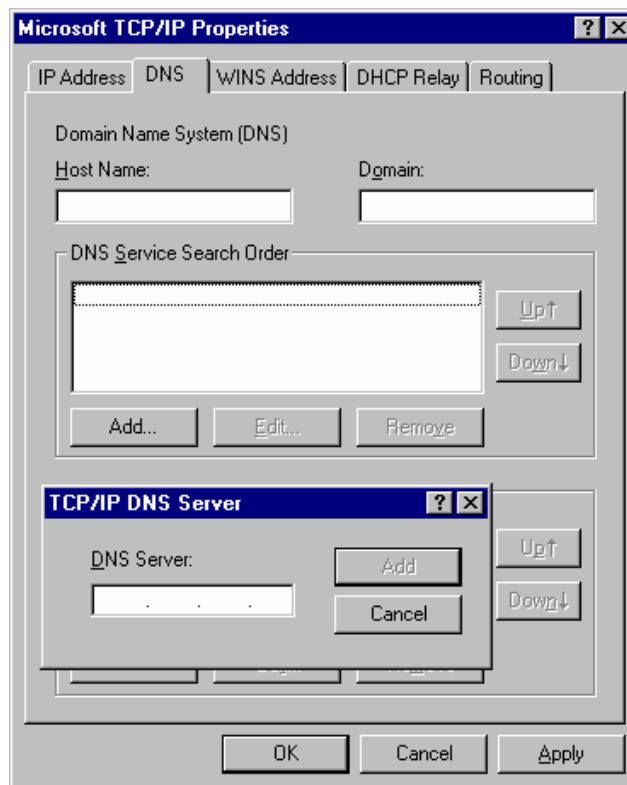 Microsoft TCP/IP Properties
IP Address DNS WINS Address DHCP Relay Routing
Domain Name System (DNS)
Host Name: Domain:
DNS Service Search Order
Up↑
Down↓
Add... Edit... Remove
TCP/IP DNS Server
DNS Server: Add
. . . Cancel
Up↑
Down↓
OK Cancel Apply